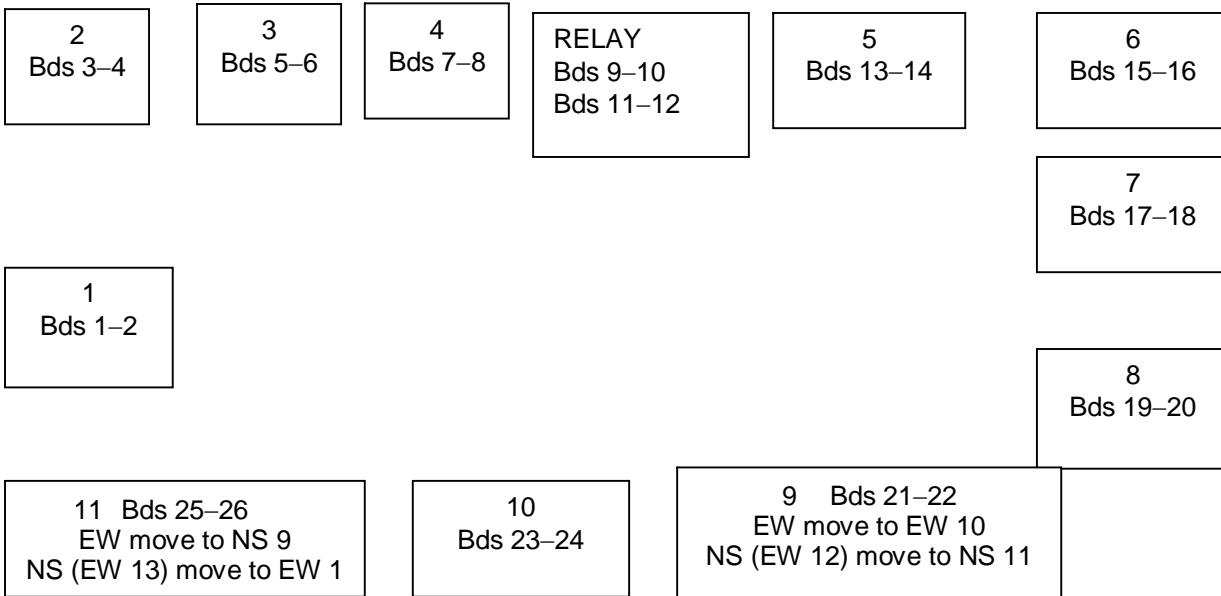 2
Bds 3–4
3
Bds 5–6
4
Bds 7–8
RELAY
Bds 9–10
Bds 11–12
5
Bds 13–14
6
Bds 15–16
7
Bds 17–18
1
Bds 1–2
8
Bds 19–20
11 Bds 25–26
EW move to NS 9
NS (EW 13) move to EW 1
10
Bds 23–24
9 Bds 21–22
EW move to EW 10
NS (EW 12) move to NS 11